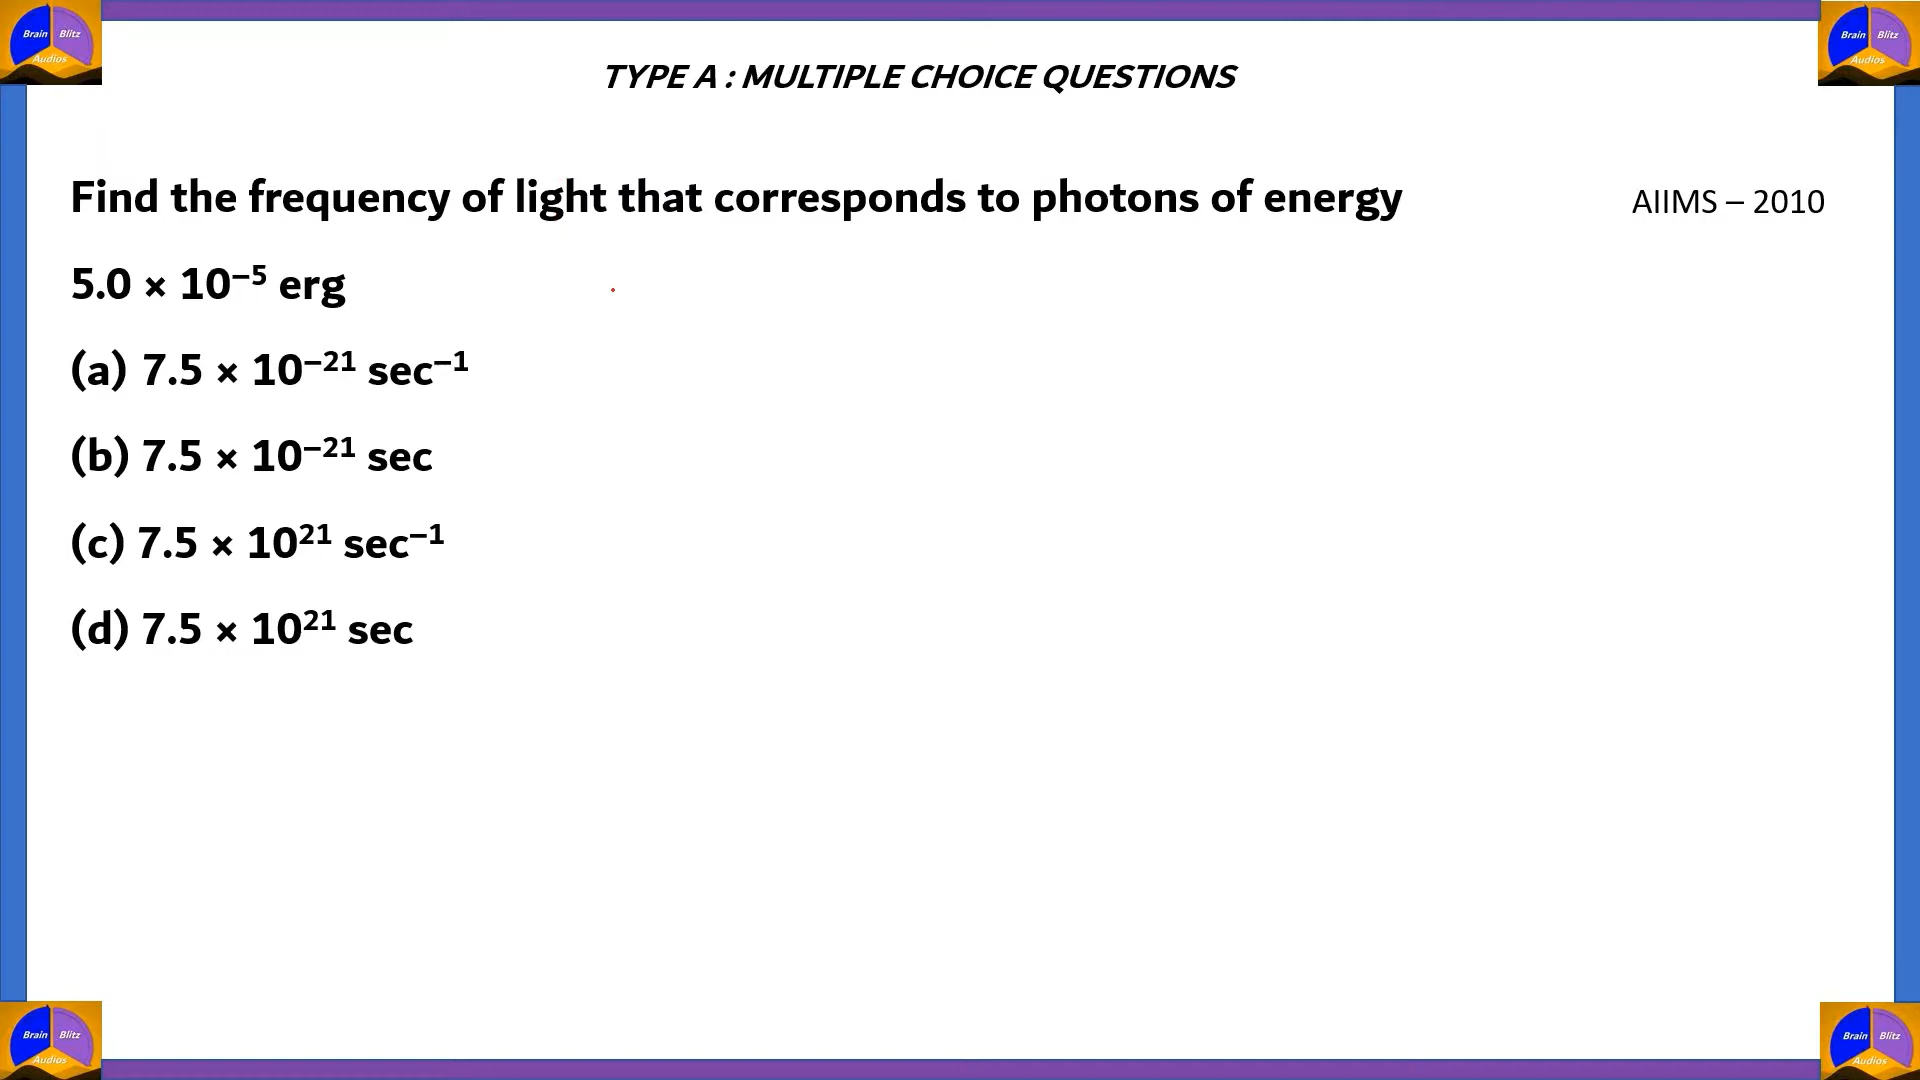 Brain Blitz
Audios
Brain Blitz
Audios
TYPE A : MULTIPLE CHOICE QUESTIONS
Find the frequency of light that corresponds to photons of energy
AIIMS – 2010
5.0 × 10⁻⁵ erg
(a) 7.5 × 10⁻²¹ sec⁻¹
(b) 7.5 × 10⁻²¹ sec
(c) 7.5 × 10²¹ sec⁻¹
(d) 7.5 × 10²¹ sec
Brain Blitz
Audios
Brain Blitz
Audios